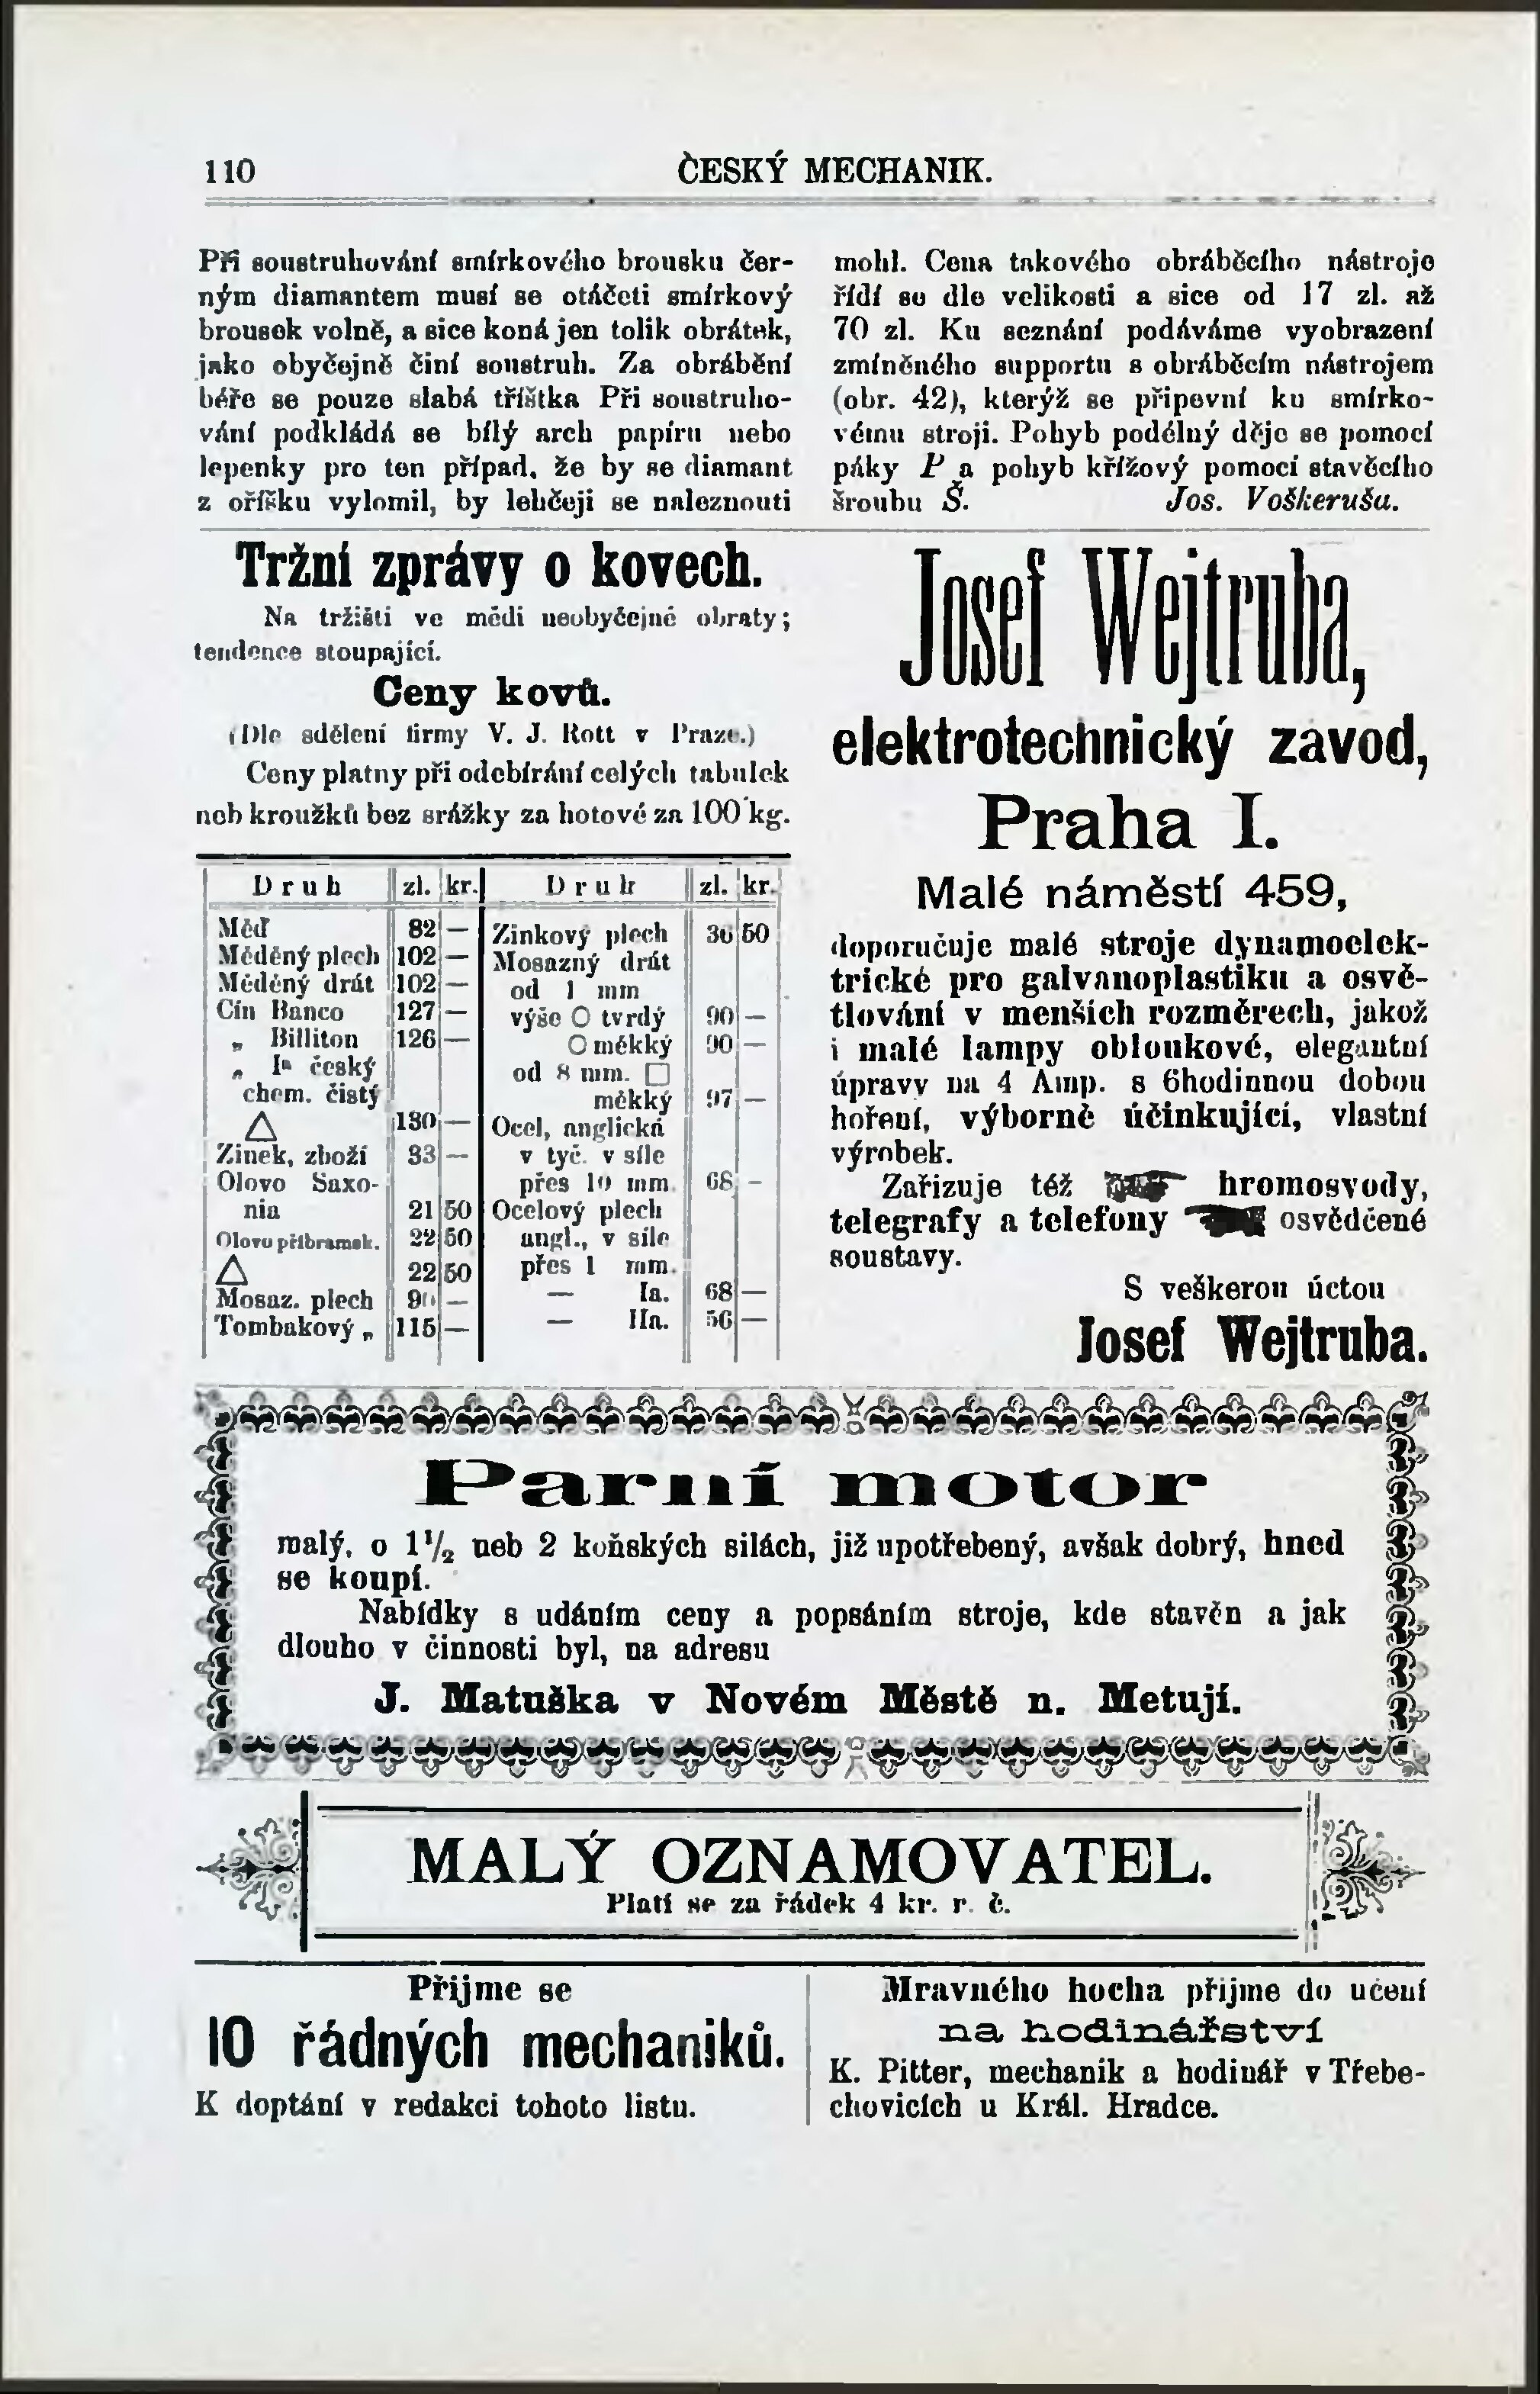 110
ČESKÝ MECHANIK.
Při soustruhování smírkového brousku čer-
ným diamantem musí se otáčeti smírkový
brousek volně, a sice koná jen tolik obrátek,
jako obyčejně činí soustruh. Za obrábění
béře se pouze slabá tříštka Při soustruho-
vání podkládá se bílý arch papíru nebo
lepenky pro ten případ, že by se diamant
z oříšku vylomil, by lehčeji se naleznouti
mohl. Cena takového obráběcího nástroje
řídí se dle velikosti a sice od 17 zl. až
70 zl. Ku seznání podáváme vyobrazení
zmíněného supportu s obráběcím nástrojem
(obr. 42), kterýž se připevní ku smírko-
vému stroji. Pohyb podélný děje se pomocí
páky P a pohyb křížový pomocí stavěcího
šroubu Š. Jos. Voškeruša.
Tržní zprávy o kovech.
Na tržišti ve mědi neobyčejné obraty;
tendence stoupající.
Ceny kovů.
(Dle sdělení firmy V. J. Rott v Praze.)
Ceny platny při odebírání celých tabulek
neb kroužků bez srážky za hotové za 100 kg.
Druh zl. kr.
Měď 82 —
Měděný plech 102 —
Měděný drát 102 —
Cín Banco 127 —
„ Billiton 126 —
„ Ia český
chem. čistý
△ 130 —
Zinek, zboží 33 —
Olovo Saxo-
nia 21 50
Olovo příbramsk. 22 50
△ 22 50
Mosaz. plech 90 —
Tombakový „ 115 —
Druh zl. kr.
Zinkový plech 30 50
Mosazný drát
od 1 mm
výše O tvrdý 90 —
O měkký 90 —
od 8 mm. □
měkký 97 —
Ocel, anglická
v tyč. v síle
přes 10 mm 68 –
Ocelový plech
angl., v síle
přes 1 mm.
— Ia. 68 —
— IIa. 56 —
Josef Wejtruba,
elektrotechnický zavod,
Praha I.
Malé náměstí 459,
doporučuje malé stroje dynamoelek-
trické pro galvanoplastiku a osvě-
tlování v menších rozměrech, jakož
i malé lampy obloukové, elegantní
úpravy na 4 Amp. s 6hodinnou dobou
hoření, výborně účinkující, vlastní
výrobek.
Zařizuje též hromosvody,
telegrafy a telefony osvědčené
soustavy.
S veškerou úctou
Josef Wejtruba.
Parní motor
malý, o 1½ neb 2 koňských silách, již upotřebený, avšak dobrý, hned
se koupí.
Nabídky s udáním ceny a popsáním stroje, kde stavěn a jak
dlouho v činnosti byl, na adresu
J. Matuška v Novém Městě n. Metují.
MALÝ OZNAMOVATEL.
Platí se za řádek 4 kr. r. č.
Přijme se
10 řádných mechaniků.
K doptání v redakci tohoto listu.
Mravného hocha přijme do učení
na hodinářství
K. Pitter, mechanik a hodinář v Třebe-
chovicích u Král. Hradce.